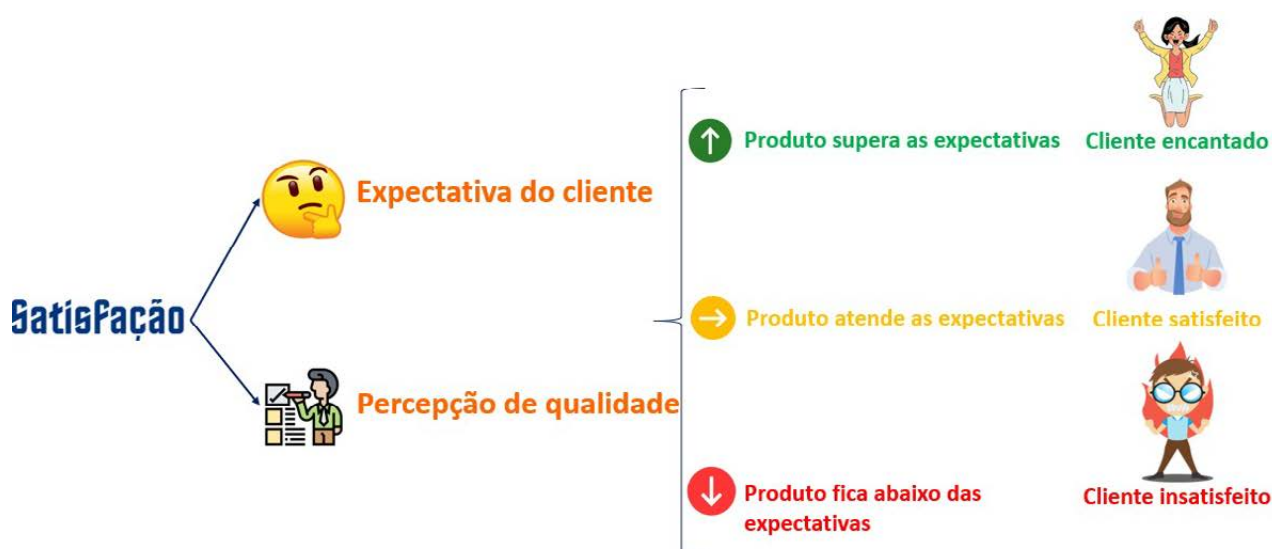 Satisfação
Expectativa do cliente
Percepção de qualidade
Produto supera as expectativas
Cliente encantado
Produto atende as expectativas
Cliente satisfeito
Produto fica abaixo das
expectativas
Cliente insatisfeito